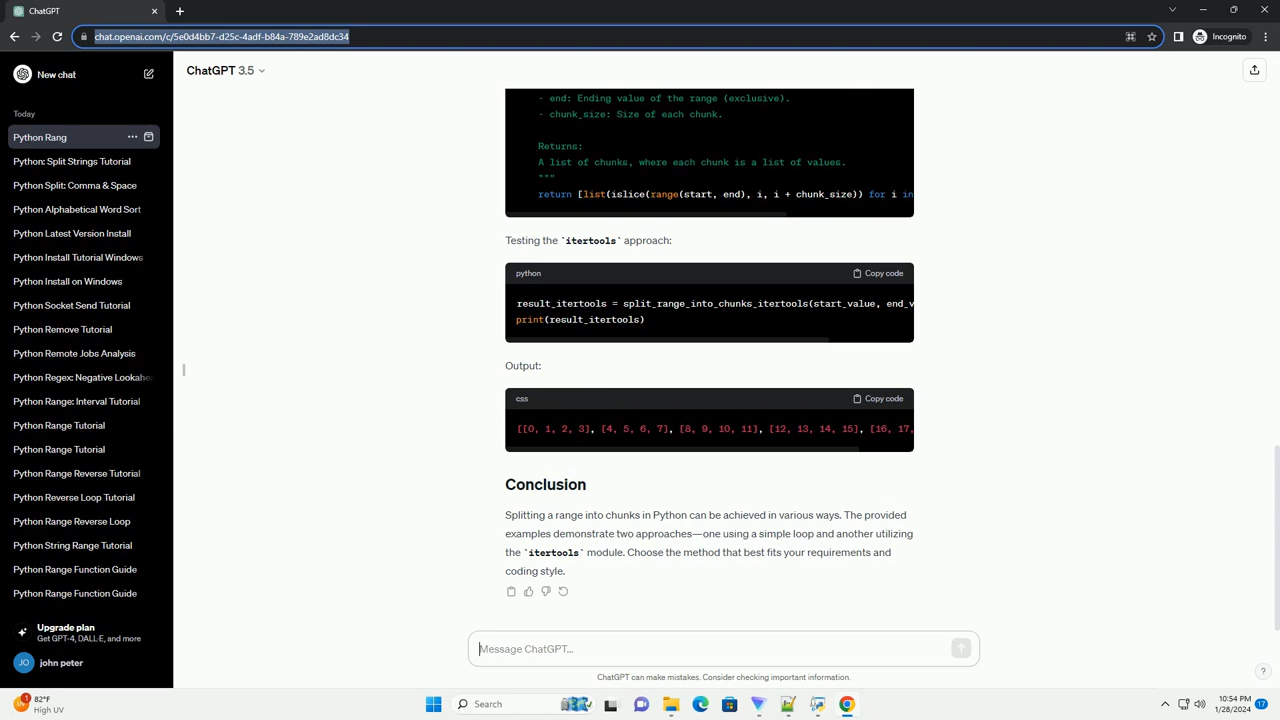 ChatGPT
chat.openai.com/c/5e0d4bb7-d25c-4adf-b84a-789e2ad8dc34
Incognito
New chat
Today
Python Rang
Python: Split Strings Tutorial
Python Split: Comma & Space
Python Alphabetical Word Sort
Python Latest Version Install
Python Install Tutorial Windows
Python Install on Windows
Python Socket Send Tutorial
Python Remove Tutorial
Python Remote Jobs Analysis
Python Regex: Negative Lookahe
Python Range: Interval Tutorial
Python Range Tutorial
Python Range Tutorial
Python Range: Reverse Tutorial
Python Reverse Loop Tutorial
Python Range Reverse Loop
Python String Range Tutorial
Python Range Function Guide
Python Range Function Guide
Upgrade plan
Get GPT-4, DALL·E, and more
JO
john peter
ChatGPT 3.5
- end: Ending value of the range (exclusive).
- chunk_size: Size of each chunk.
Returns:
A list of chunks, where each chunk is a list of values.
"""
return [list(islice(range(start, end), i, i + chunk_size)) for i in
Testing the `itertools` approach:
python
Copy code
result_itertools = split_range_into_chunks_itertools(start_value, end_v
print(result_itertools)
Output:
css
Copy code
[[0, 1, 2, 3], [4, 5, 6, 7], [8, 9, 10, 11], [12, 13, 14, 15], [16, 17,
Conclusion
Splitting a range into chunks in Python can be achieved in various ways. The provided
examples demonstrate two approaches—one using a simple loop and another utilizing
the `itertools` module. Choose the method that best fits your requirements and
coding style.
Message ChatGPT...
ChatGPT can make mistakes. Consider checking important information.
?
1
82°F
High UV
Search
10:54 PM
1/28/2024
17